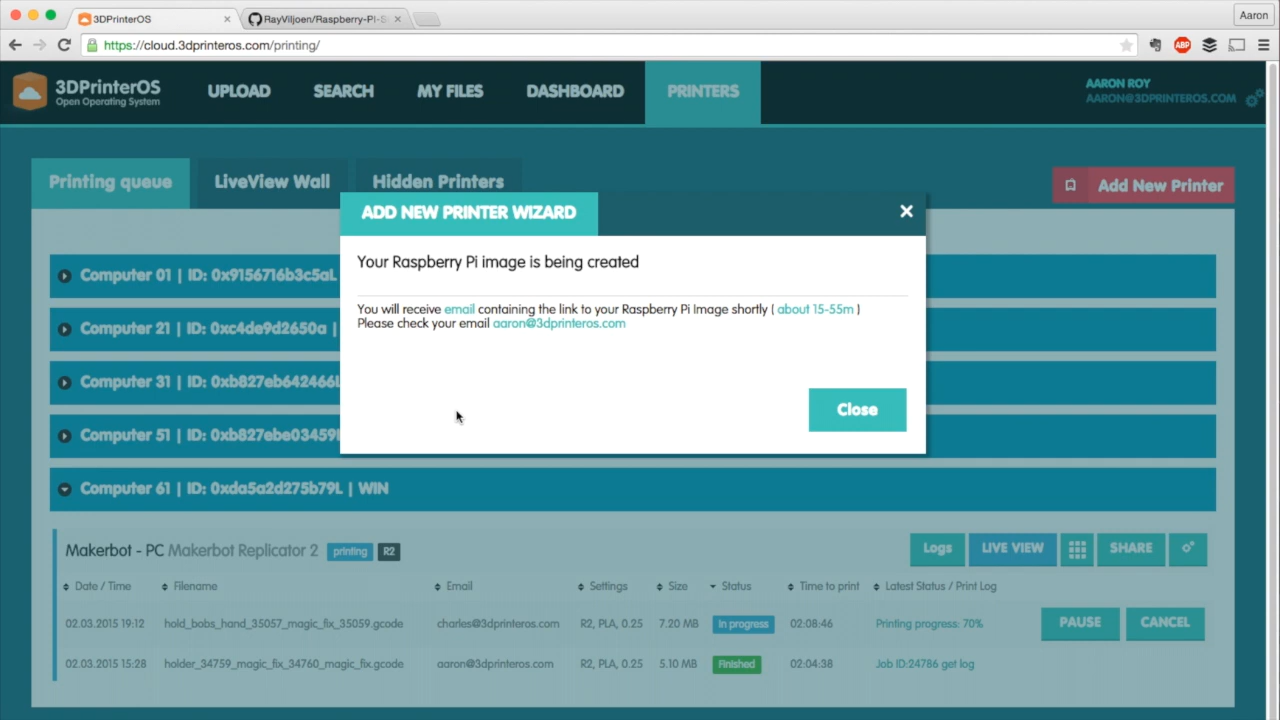 3DPrinterOS
RayViljoen/Raspberry-PI-S
Aaron
https://cloud.3dprinteros.com/printing/
ABP
3DPrinterOS
Open Operating System
UPLOAD SEARCH MY FILES DASHBOARD PRINTERS
AARON ROY
AARON@3DPRINTEROS.COM
Printing queue LiveView Wall Hidden Printers
Add New Printer
ADD NEW PRINTER WIZARD
Your Raspberry Pi image is being created
You will receive email containing the link to your Raspberry Pi Image shortly ( about 15-55m )
Please check your email aaron@3dprinteros.com
Close
Computer 01 | ID: 0x9156716b3c5aL
Computer 21 | ID: 0xc4de9d2650a |
Computer 31 | ID: 0xb827eb642466L
Computer 51 | ID: 0xb827ebe03459
Computer 61 | ID: 0xda5a2d275b79L | WIN
Makerbot - PC Makerbot Replicator 2 printing R2
Logs LIVE VIEW SHARE
Date / Time Filename Email Settings Size Status Time to print Latest Status / Print Log
02.03.2015 19:12 hold_bobs_hand_35057_magic_fix_35059.gcode charles@3dprinteros.com R2, PLA, 0.25 7.20 MB In progress 02:08:46 Printing progress: 70% PAUSE CANCEL
02.03.2015 15:28 holder_34759_magic_fix_34760_magic_fix.gcode aaron@3dprinteros.com R2, PLA, 0.25 5.10 MB Finished 02:04:38 Job ID:24786 get log